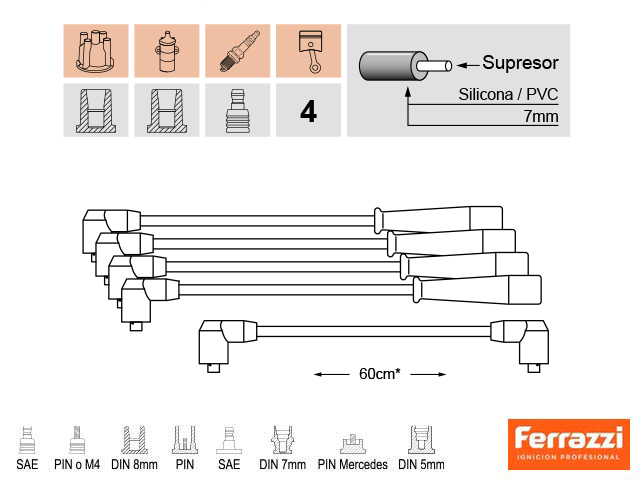 Supresor
Silicona / PVC
4
7mm
60cm*
SAE PIN o M4 DIN 8mm PIN SAE DIN 7mm PIN Mercedes DIN 5mm
Ferrazzi
IGNICION PROFESIONAL